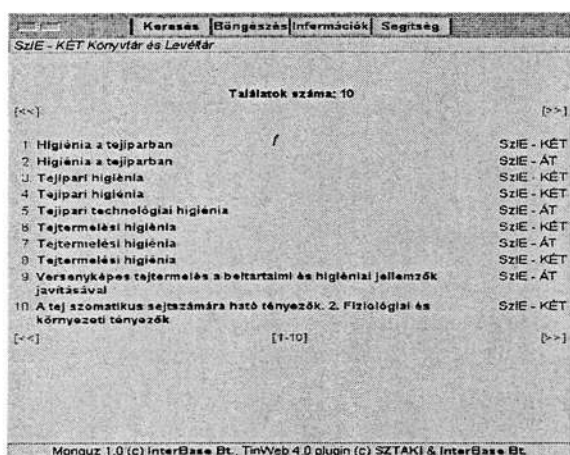 Keresés Böngészés Információk Segítség
SzIE - KÉT Könyvtár és Levéltár
Találatok száma: 10
[<<] [>>]
1. Higiénia a tejiparban SzIE - KÉT
2. Higiénia a tejiparban SzIE - ÁT
3. Tejipari higiénia SzIE - KÉT
4. Tejipari higiénia SzIE - KÉT
5. Tejipari technológiai higiénia SzIE - ÁT
6. Tejtermelési higiénia SzIE - KÉT
7. Tejtermelési higiénia SzIE - ÁT
8. Tejtermelési higiénia SzIE - KÉT
9. Versenyképes tejtermelés a beltartalmi és higiéniai jellemzők SzIE - ÁT
javításával
10. A tej szomatikus sejtszámára ható tényezők. 2. Fiziológiai és SzIE - KÉT
környezeti tényezők
[<<] [1-10] [>>]
Monguz 1.0 (c) InterBase Bt., TinWeb 4.0 plugin (c) SZTAKI & InterBase Bt.